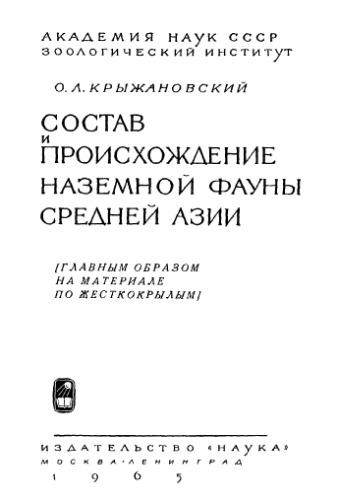 АКАДЕМИЯ НАУК СССР
ЗООЛОГИЧЕСКИЙ ИНСТИТУТ
О. Л. КРЫЖАНОВСКИЙ
СОСТАВ
И
ПРОИСХОЖДЕНИЕ
НАЗЕМНОЙ ФАУНЫ
СРЕДНЕЙ АЗИИ
[ГЛАВНЫМ ОБРАЗОМ
НА МАТЕРИАЛЕ
ПО ЖЕСТКОКРЫЛЫМ]
ИЗДАТЕЛЬСТВО «НАУКА»
МОСКВА · ЛЕНИНГРАД
1965